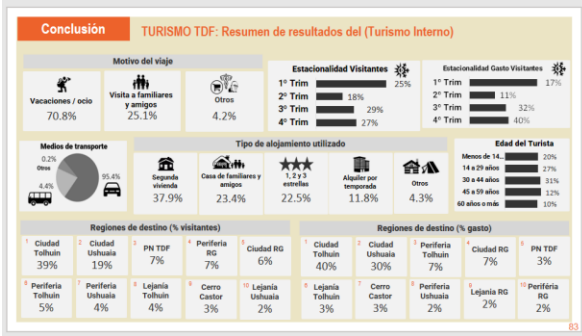 Conclusión
TURISMO TDF: Resumen de resultados del (Turismo Interno)
Motivo del viaje
Vacaciones / ocio
70.8%
Visita a familiares
y amigos
25.1%
Otros
4.2%
Estacionalidad Visitantes
1º Trim 25%
2º Trim 18%
3º Trim 29%
4º Trim 27%
Estacionalidad Gasto Visitantes
1º Trim 17%
2º Trim 11%
3º Trim 32%
4º Trim 40%
Medios de transporte
0.2%
Otros
4.4%
95.4%
Tipo de alojamiento utilizado
Segunda
vivienda
37.9%
Casa de familiares y
amigos
23.4%
1, 2 y 3
estrellas
22.5%
Alquiler por
temporada
11.8%
Otros
4.3%
Edad del Turista
Menos de 14... 20%
14 a 29 años 27%
30 a 44 años 31%
45 a 59 años 12%
60 años o más 10%
Regiones de destino (% visitantes)
1 Ciudad
Tolhuin
39%
2 Ciudad
Ushuaia
19%
3 PN TDF
7%
4 Periferia
RG
7%
5 Ciudad RG
6%
6 Periferia
Tolhuin
5%
7 Periferia
Ushuaia
4%
8 Lejanía
Tolhuin
4%
9 Cerro
Castor
3%
10 Lejanía
Ushuaia
2%
Regiones de destino (% gasto)
1 Ciudad
Tolhuin
40%
2 Ciudad
Ushuaia
30%
3 Periferia
Tolhuin
7%
4 Ciudad RG
7%
5 PN TDF
3%
6 Lejanía
Tolhuin
3%
7 Cerro
Castor
3%
8 Periferia
Ushuaia
2%
9 Lejanía RG
2%
10 Periféria
RG
2%
83